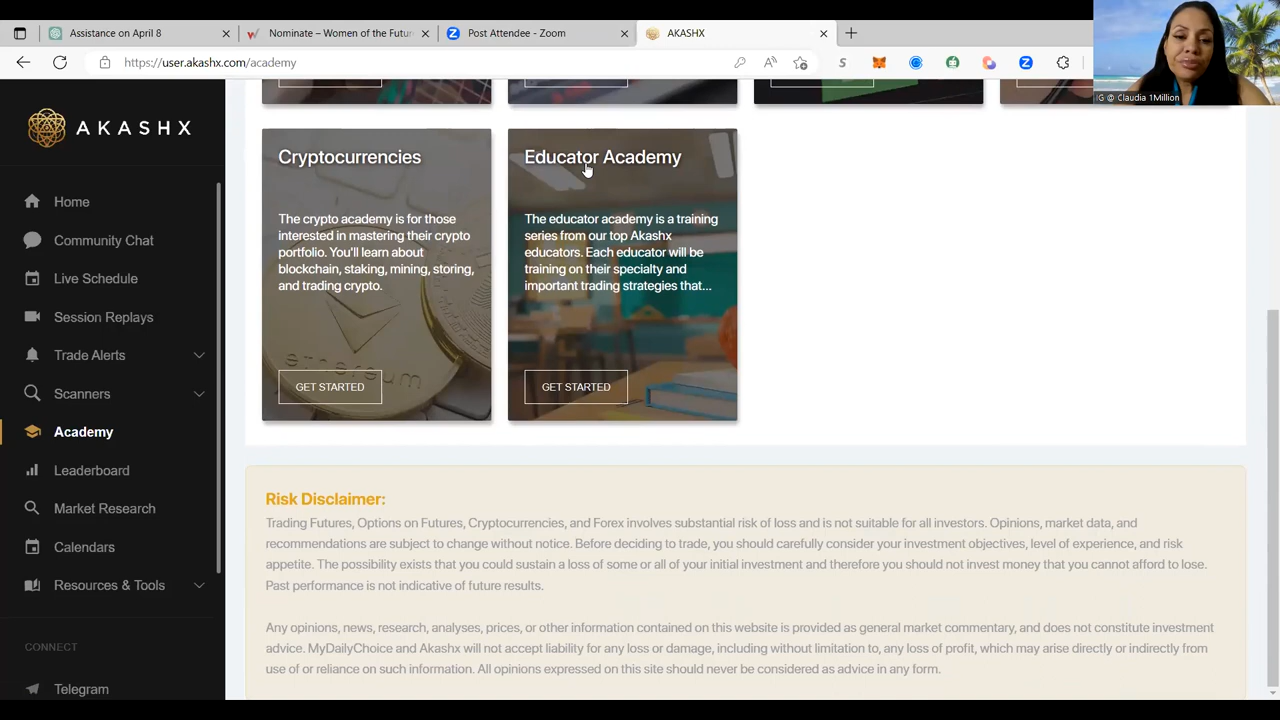 Assistance on April 8
Nominate – Women of the Futur
Post Attendee - Zoom
AKASHX
https://user.akashx.com/academy
IG @ Claudia 1Million
AKASHX
Home
Community Chat
Live Schedule
Session Replays
Trade Alerts
Scanners
Academy
Leaderboard
Market Research
Calendars
Resources & Tools
CONNECT
Telegram
Cryptocurrencies
The crypto academy is for those
interested in mastering their crypto
portfolio. You'll learn about
blockchain, staking, mining, storing,
and trading crypto.
ethereum
GET STARTED
Educator Academy
The educator academy is a training
series from our top Akashx
educators. Each educator will be
training on their specialty and
important trading strategies that...
GET STARTED
Risk Disclaimer:
Trading Futures, Options on Futures, Cryptocurrencies, and Forex involves substantial risk of loss and is not suitable for all investors. Opinions, market data, and
recommendations are subject to change without notice. Before deciding to trade, you should carefully consider your investment objectives, level of experience, and risk
appetite. The possibility exists that you could sustain a loss of some or all of your initial investment and therefore you should not invest money that you cannot afford to lose.
Past performance is not indicative of future results.
Any opinions, news, research, analyses, prices, or other information contained on this website is provided as general market commentary, and does not constitute investment
advice. MyDailyChoice and Akashx will not accept liability for any loss or damage, including without limitation to, any loss of profit, which may arise directly or indirectly from
use of or reliance on such information. All opinions expressed on this site should never be considered as advice in any form.